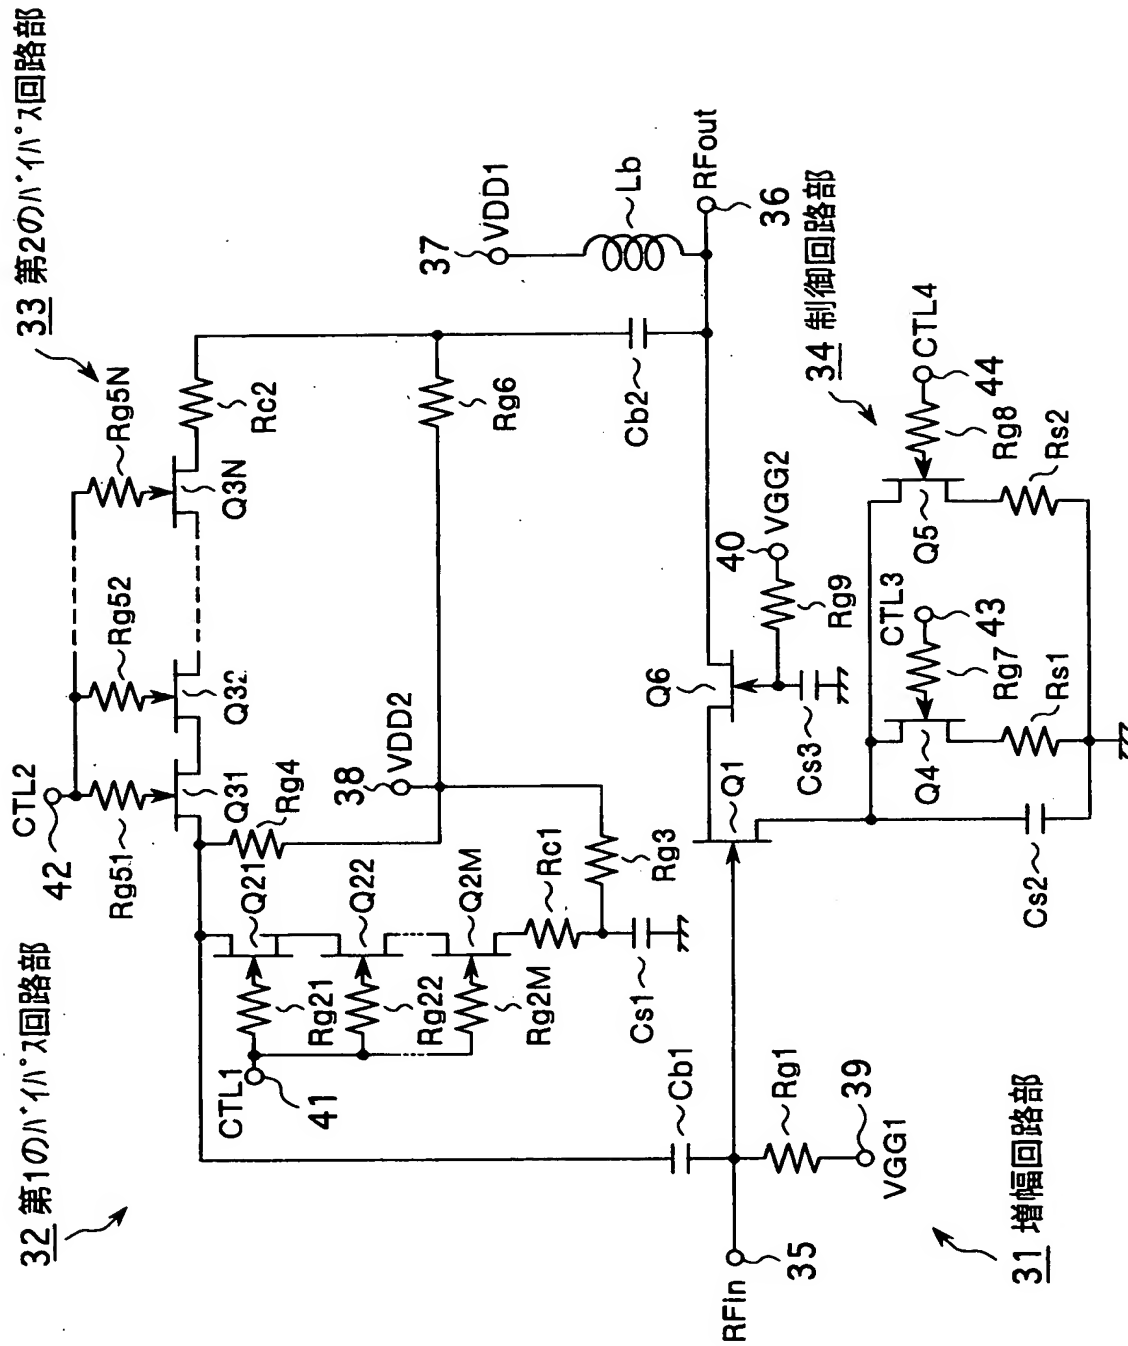 32 第1のバイパス回路部
33 第2のバイパス回路部
42
CTL2
Rg51
Rg52
Rg5N
Q31
Q32
Q3N
Rc2
Rg4
CTL1
41
Rg21
Rg22
Rg2M
Q21
Q22
Q2M
Rc1
Cs1
Rg3
38
VDD2
Rg6
37
VDD1
Lb
Cb2
RFout
36
Cb1
RFin
35
Rg1
39
VGG1
Q1
Q6
40
VGG2
Rg9
Cs3
31 増幅回路部
34 制御回路部
CTL3
43
Rg7
Q4
Rs1
CTL4
44
Rg8
Q5
Rs2
Cs2